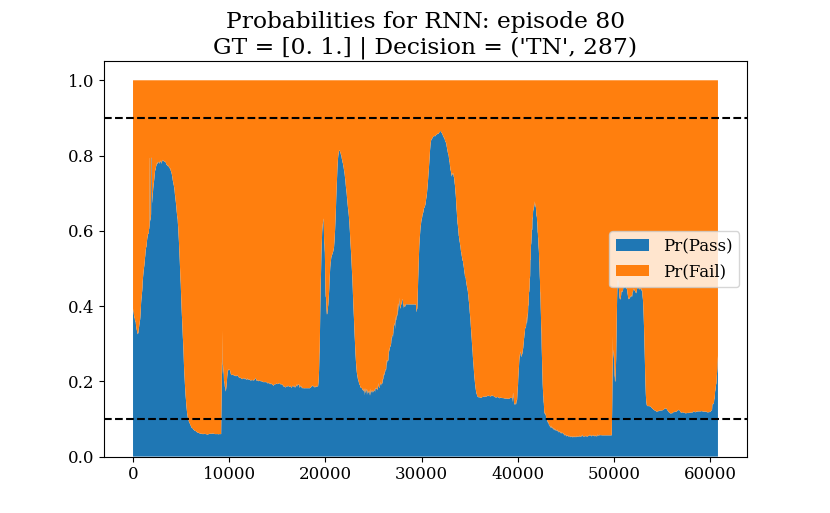 Probabilities for RNN: episode 80
GT = [0. 1.] | Decision = ('TN', 287)
1.0
0.8
0.6
0.4
0.2
0.0
Pr(Pass)
Pr(Fail)
0 10000 20000 30000 40000 50000 60000